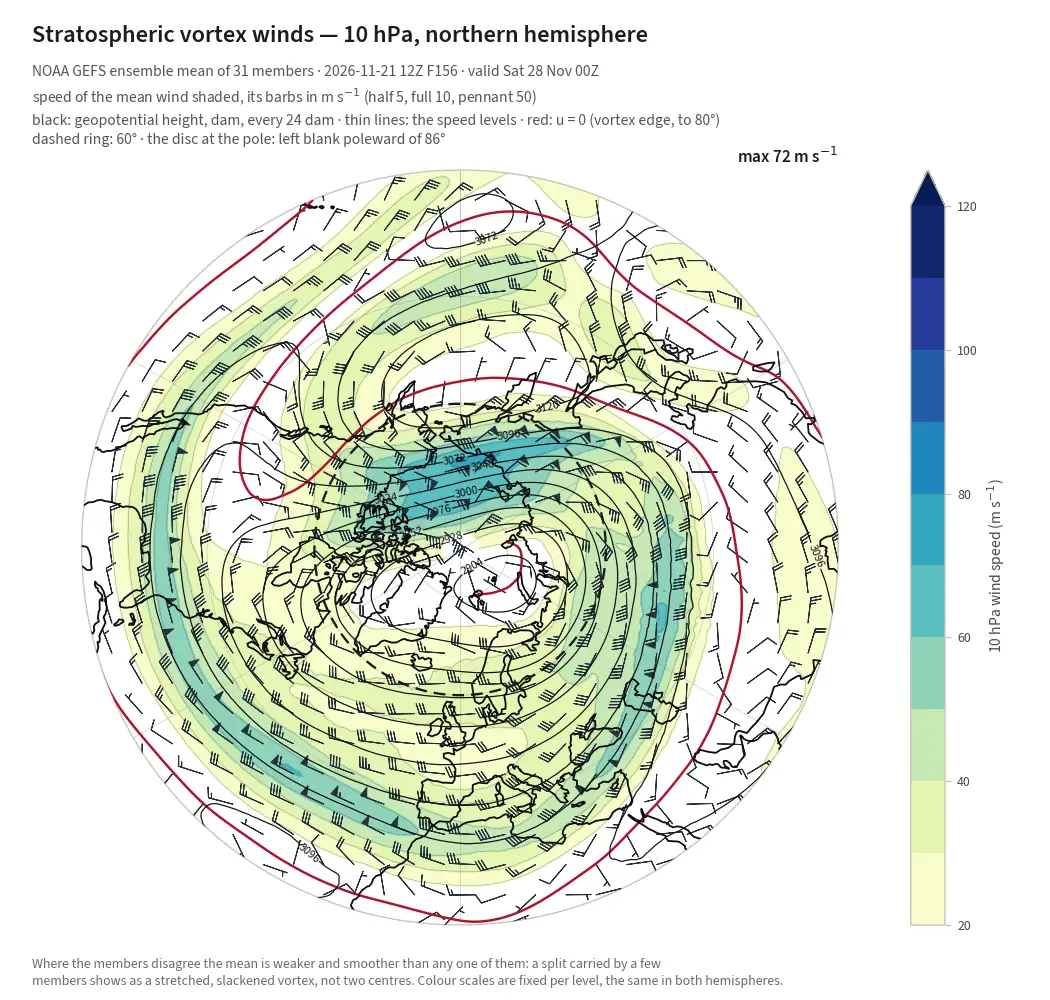 Stratospheric vortex winds — 10 hPa, northern hemisphere
NOAA GEFS ensemble mean of 31 members · 2026-11-21 12Z F156 · valid Sat 28 Nov 00Z
speed of the mean wind shaded, its barbs in m s⁻¹ (half 5, full 10, pennant 50)
black: geopotential height, dam, every 24 dam · thin lines: the speed levels · red: u = 0 (vortex edge, to 80°)
dashed ring: 60° · the disc at the pole: left blank poleward of 86°
max 72 m s⁻¹
120
100
80
60
40
20
10 hPa wind speed (m s⁻¹)
3072
3120
3096
3072
3048
3000
2904
3096
3096
Where the members disagree the mean is weaker and smoother than any one of them: a split carried by a few
members shows as a stretched, slackened vortex, not two centres. Colour scales are fixed per level, the same in both hemispheres.